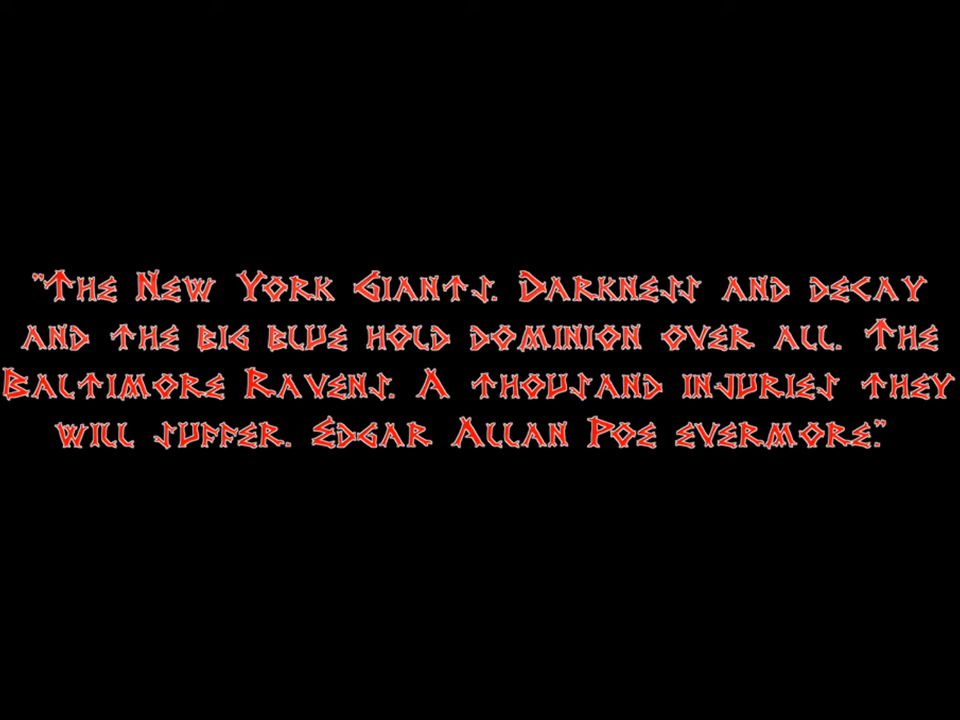 "The New York Giants. Darkness and decay
and the big blue hold dominion over all. The
Baltimore Ravens. A thousand injuries they
will suffer. Edgar Allan Poe evermore."